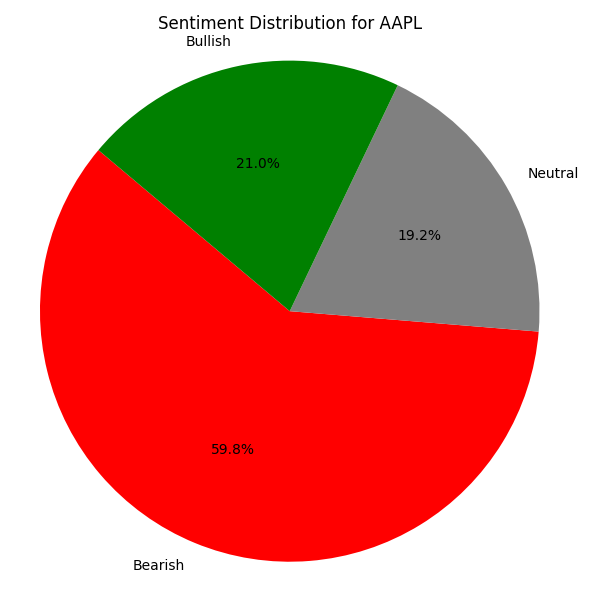 Sentiment Distribution for AAPL
Bullish
21.0%
Neutral
19.2%
59.8%
Bearish